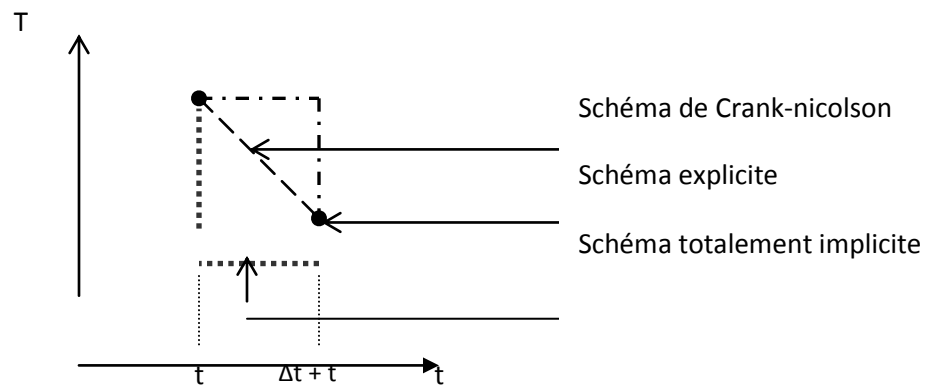 T
Schéma de Crank-nicolson
Schéma explicite
Schéma totalement implicite
t
Δt + t
t